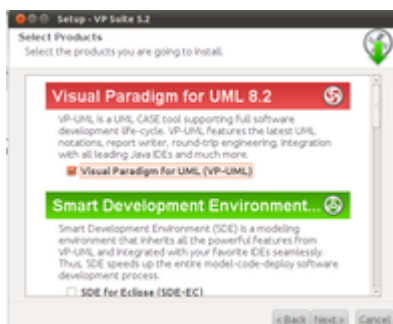 Setup - VP Suite 5.2
Select Products
Select the products you are going to install.
Visual Paradigm for UML 8.2
VP-UML is a UML CASE tool supporting full software
development life-cycle. VP-UML features the latest UML
notations, report writer, round-trip engineering, integration
with all leading Java IDEs and much more.
Visual Paradigm for UML (VP-UML)
Smart Development Environment...
Smart Development Environment (SDE) is a modeling
environment that inherits all the powerful features from
VP-UML and integrated with your favorite IDEs seamlessly.
Thus, SDE speeds up the entire model-code-deploy software
development process.
SDE for Eclipse (SDE-EC)
< Back Next > Cancel